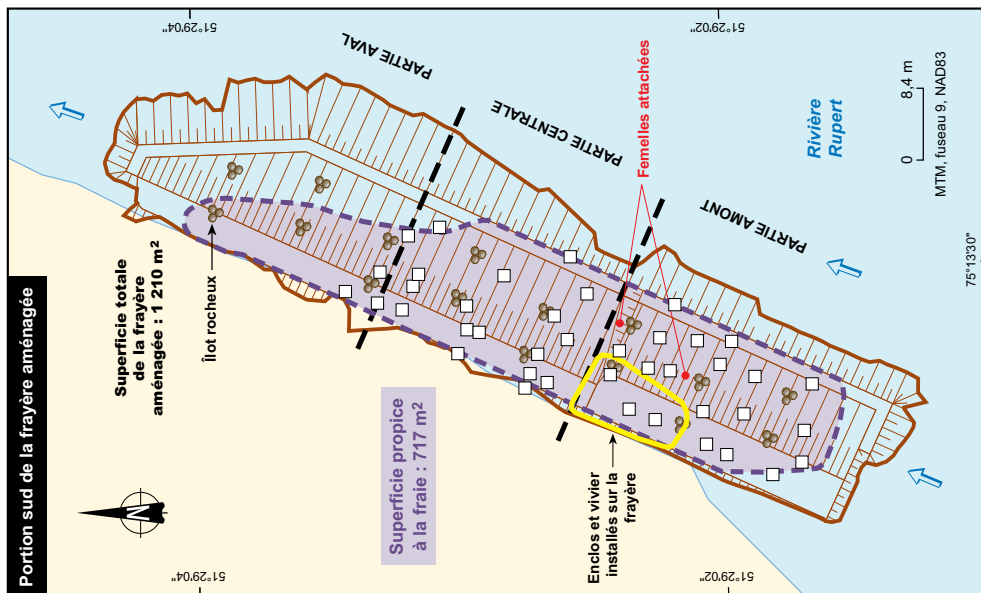 Portion sud de la frayère aménagée
51°29'04"
51°29'02"
51°29'04"
51°29'02"
75°13'30"
N
Superficie totale
de la frayère
aménagée : 1 210 m²
Îlot rocheux
Superficie propice
à la fraie : 717 m²
Enclos et vivier
installés sur la
frayère
PARTIE AVAL
PARTIE CENTRALE
PARTIE AMONT
Femelles attachées
Rivière
Rupert
0 8,4 m
MTM, fuseau 9, NAD83